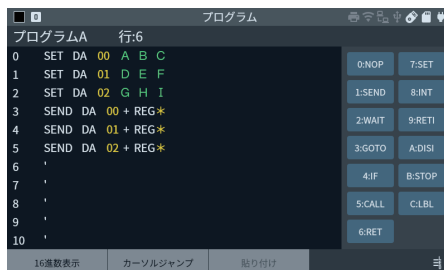 0 プログラム
プログラムA 行:6
0 SET DA 00 A B C
1 SET DA 01 D E F
2 SET DA 02 G H I
3 SEND DA 00 + REG＊
4 SEND DA 01 + REG＊
5 SEND DA 02 + REG＊
6 '
7 '
8 '
9 '
10 '
0:NOP 7:SET
1:SEND 8:INT
2:WAIT 9:RETI
3:GOTO A:DISI
4:IF B:STOP
5:CALL C:LBL
6:RET
16進数表示 カーソルジャンプ 貼り付け